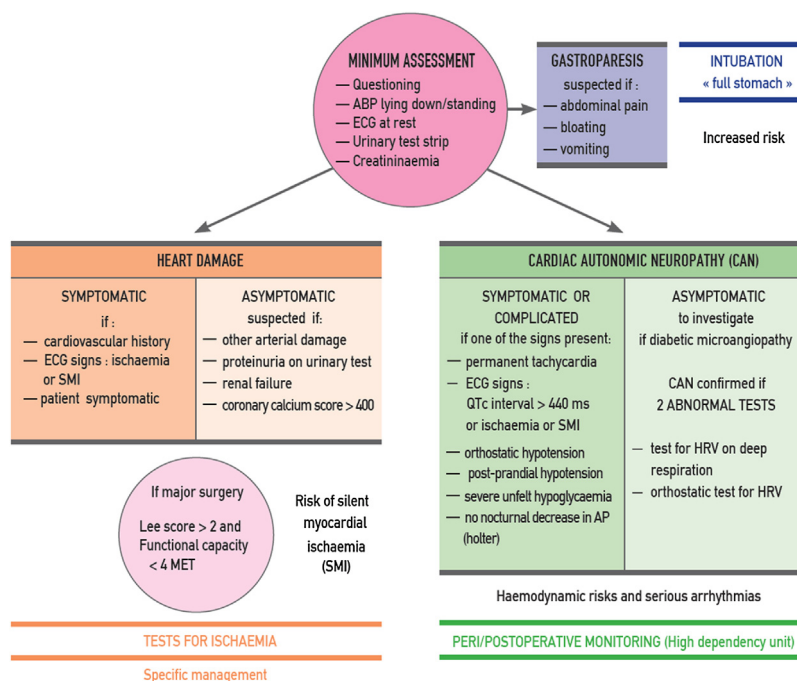 MINIMUM ASSESSMENT
— Questioning
— ABP lying down/standing
— ECG at rest
— Urinary test strip
— Creatininaemia
GASTROPARESIS
suspected if :
— abdominal pain
— bloating
— vomiting
INTUBATION
« full stomach »
Increased risk
HEART DAMAGE
SYMPTOMATIC
if :
— cardiovascular history
— ECG signs : ischaemia
or SMI
— patient symptomatic
ASYMPTOMATIC
suspected if:
— other arterial damage
— proteinuria on urinary test
— renal failure
— coronary calcium score > 400
If major surgery
Lee score > 2 and
Functional capacity
< 4 MET
Risk of silent
myocardial
ischaemia
(SMI)
TESTS FOR ISCHAEMIA
Specific management
CARDIAC AUTONOMIC NEUROPATHY (CAN)
SYMPTOMATIC OR
COMPLICATED
if one of the signs present:
— permanent tachycardia
— ECG signs :
QTc interval > 440 ms
or ischaemia or SMI
— orthostatic hypotension
— post-prandial hypotension
— severe unfelt hypoglycaemia
— no nocturnal decrease in AP
(holter)
ASYMPTOMATIC
to investigate
if diabetic microangiopathy
CAN confirmed if
2 ABNORMAL TESTS
— test for HRV on deep
respiration
— orthostatic test for HRV
Haemodynamic risks and serious arrhythmias
PERI/POSTOPERATIVE MONITORING (High dependency unit)